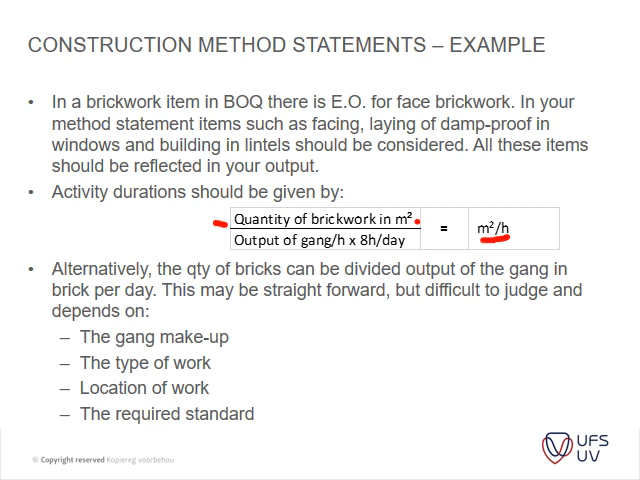 CONSTRUCTION METHOD STATEMENTS – EXAMPLE
• In a brickwork item in BOQ there is E.O. for face brickwork. In your
method statement items such as facing, laying of damp-proof in
windows and building in lintels should be considered. All these items
should be reflected in your output.
• Activity durations should be given by:
Quantity of brickwork in m²
Output of gang/h x 8h/day
= m²/h
• Alternatively, the qty of bricks can be divided output of the gang in
brick per day. This may be straight forward, but difficult to judge and
depends on:
– The gang make-up
– The type of work
– Location of work
– The required standard
© Copyright reserved Kopiereg voorbehou
UFS
UV